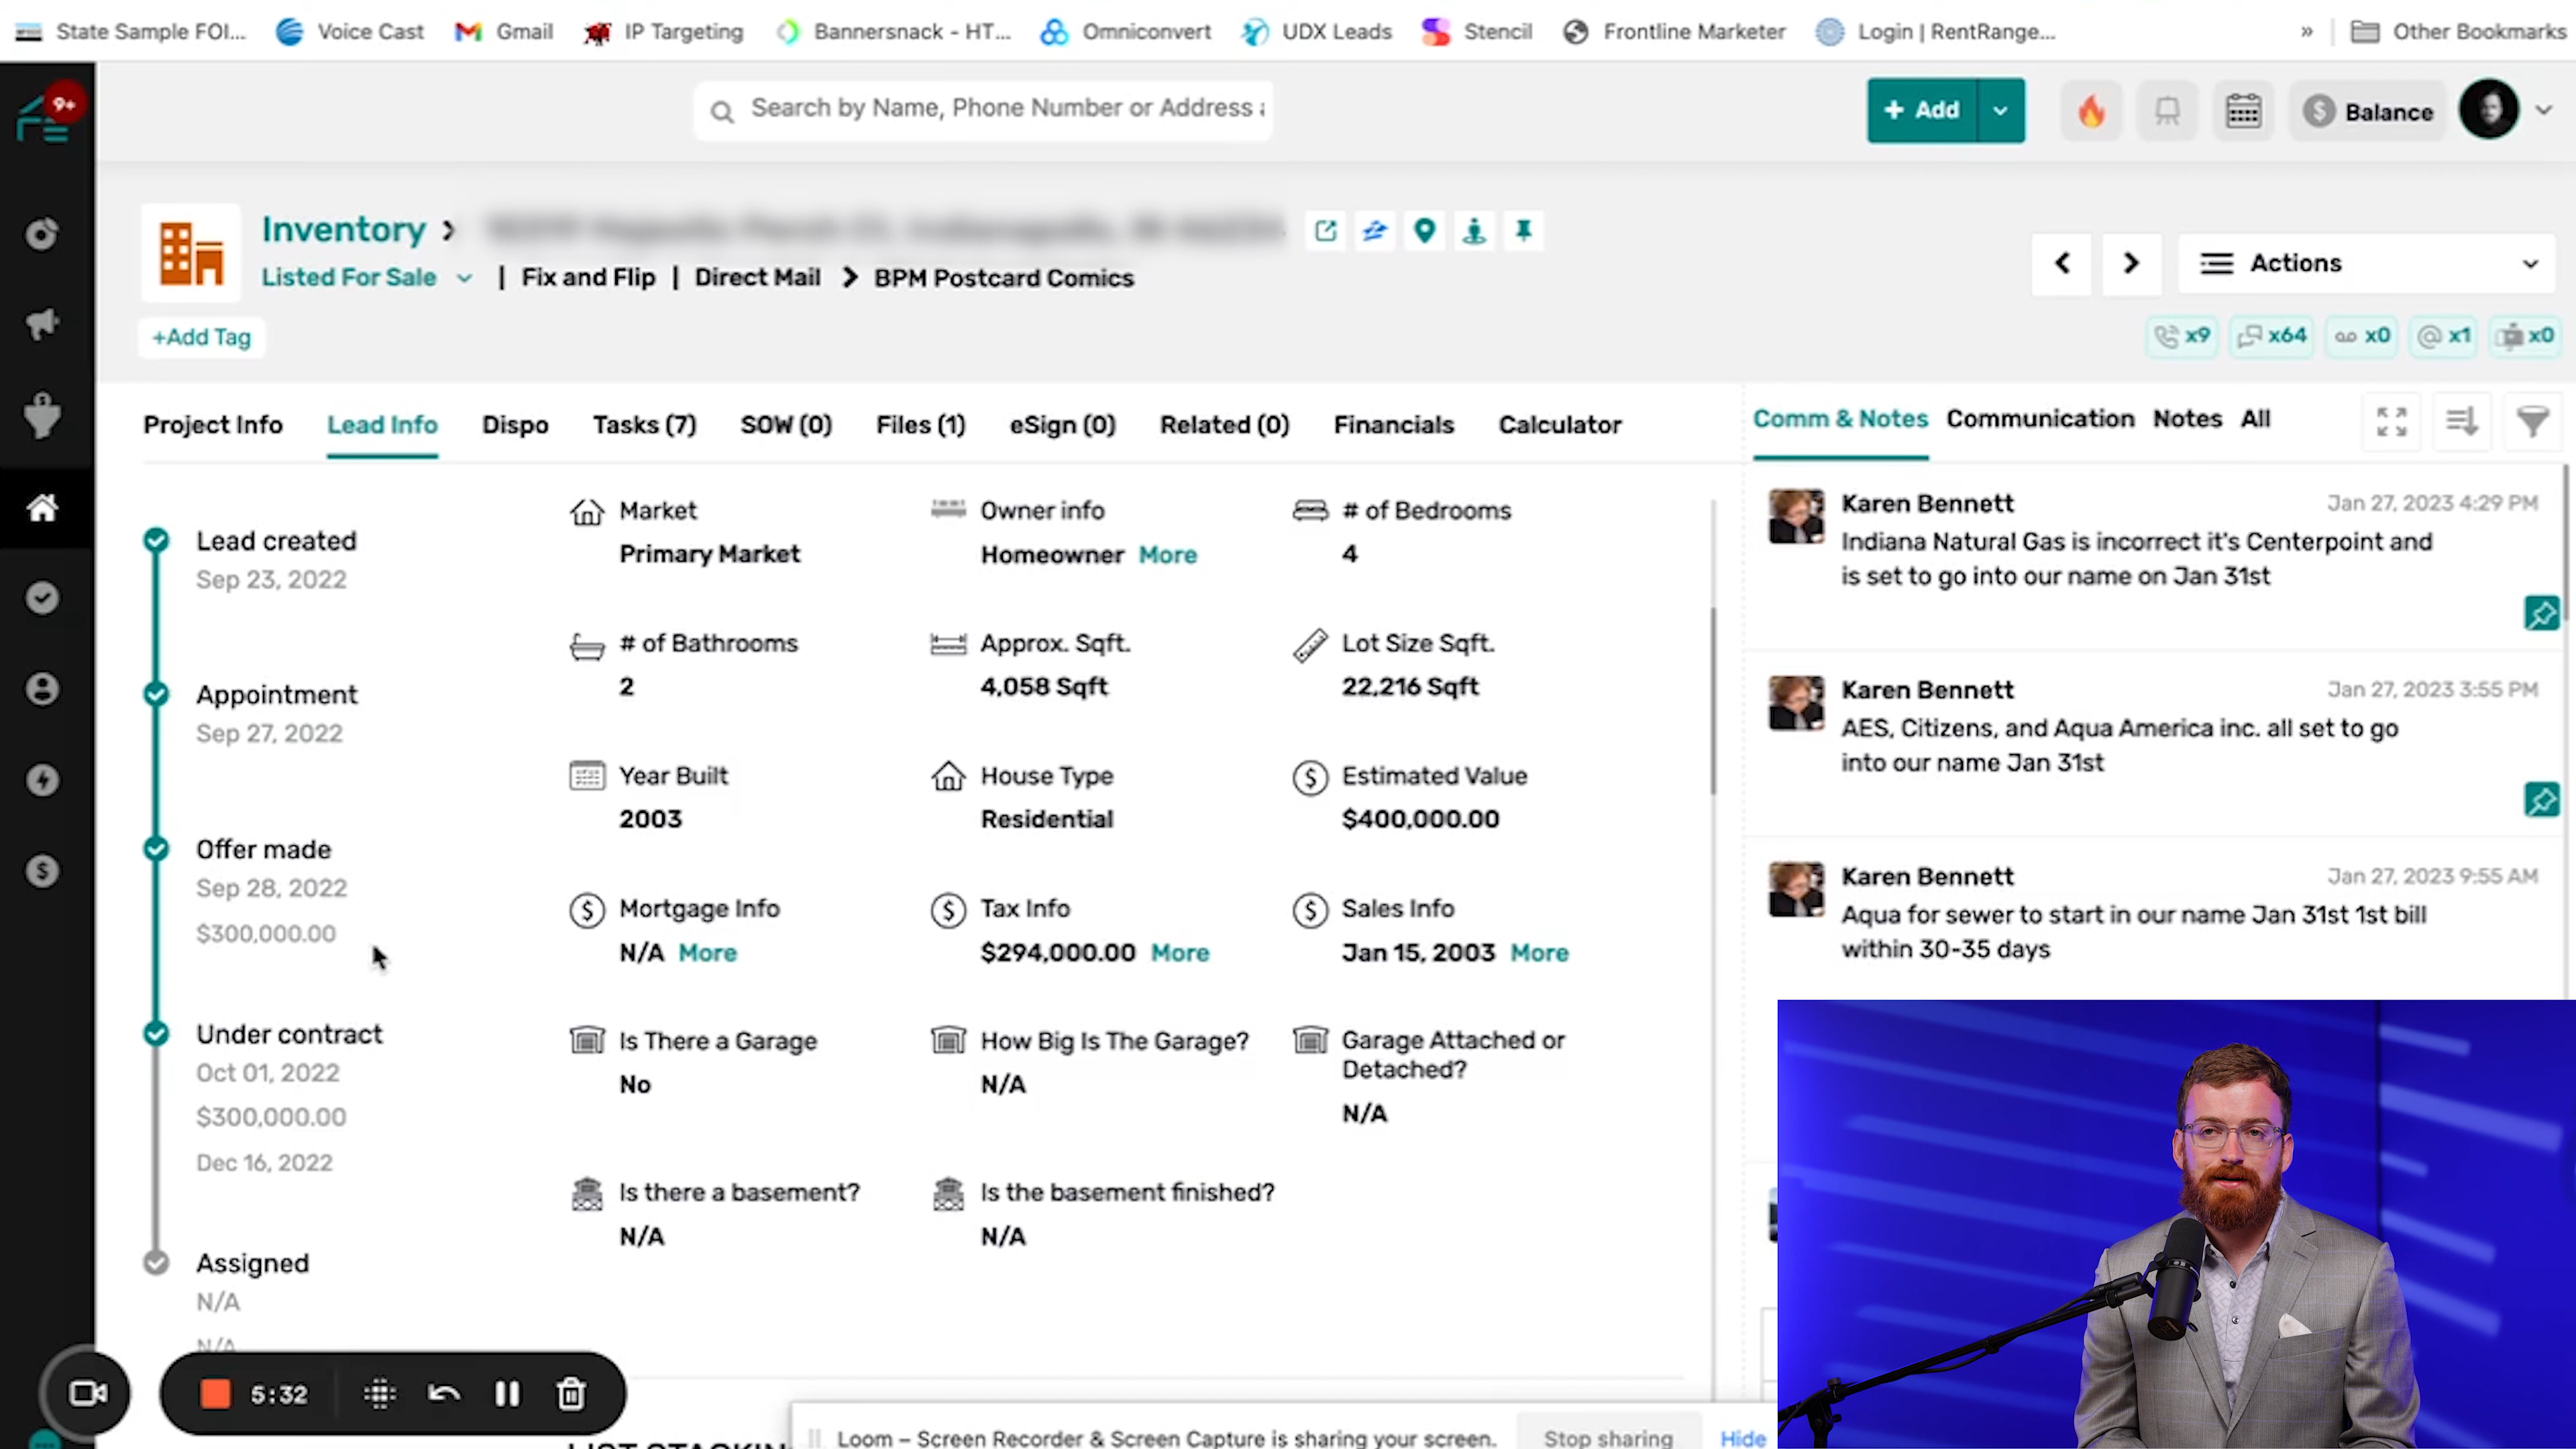 State Sample FOI...
Voice Cast
Gmail
IP Targeting
Bannersnack - HT...
Omniconvert
UDX Leads
Stencil
Frontline Marketer
Login | RentRange...
»
Other Bookmarks
9+
Search by Name, Phone Number or Address a
+ Add
Balance
Inventory >
Listed For Sale | Fix and Flip | Direct Mail > BPM Postcard Comics
Actions
+Add Tag
x9
x64
x0
x1
x0
Project Info
Lead Info
Dispo
Tasks (7)
SOW (0)
Files (1)
eSign (0)
Related (0)
Financials
Calculator
Lead created
Sep 23, 2022
Appointment
Sep 27, 2022
Offer made
Sep 28, 2022
$300,000.00
Under contract
Oct 01, 2022
$300,000.00
Dec 16, 2022
Assigned
N/A
N/A
Market
Primary Market
Owner info
Homeowner More
# of Bedrooms
4
# of Bathrooms
2
Approx. Sqft.
4,058 Sqft
Lot Size Sqft.
22,216 Sqft
Year Built
2003
House Type
Residential
Estimated Value
$400,000.00
Mortgage Info
N/A More
Tax Info
$294,000.00 More
Sales Info
Jan 15, 2003 More
Is There a Garage
No
How Big Is The Garage?
N/A
Garage Attached or
Detached?
N/A
Is there a basement?
N/A
Is the basement finished?
N/A
Comm & Notes
Communication
Notes
All
Karen Bennett
Jan 27, 2023 4:29 PM
Indiana Natural Gas is incorrect it's Centerpoint and
is set to go into our name on Jan 31st
Karen Bennett
Jan 27, 2023 3:55 PM
AES, Citizens, and Aqua America inc. all set to go
into our name Jan 31st
Karen Bennett
Jan 27, 2023 9:55 AM
Aqua for sewer to start in our name Jan 31st 1st bill
within 30-35 days
5:32
Loom – Screen Recorder & Screen Capture is sharing your screen.
Stop sharing
Hide